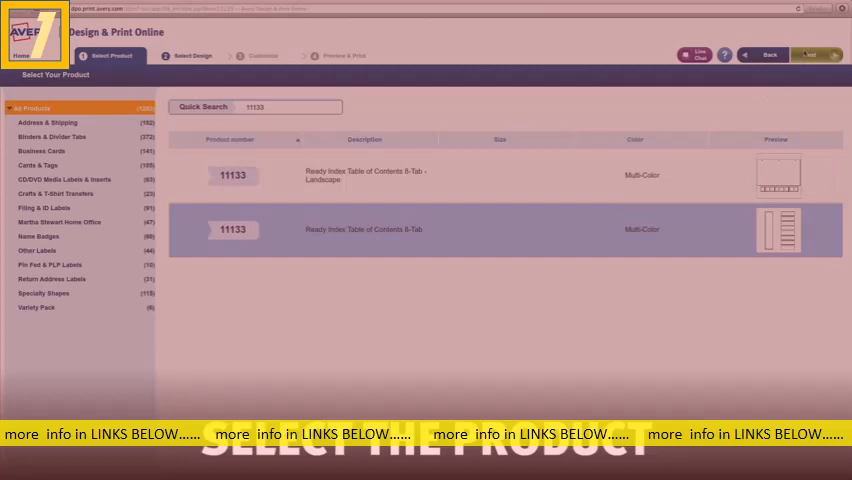 dpo.print.avery.com
AVERY
1
Design & Print Online
Home
1 Select Product
2 Select Design
3 Customize
4 Preview & Print
Live Chat
?
Back
Select Your Product
All Products
Address & Shipping (182)
Binders & Divider Tabs (372)
Business Cards (141)
Cards & Tags
CD/DVD Media Labels & Inserts
Crafts & T-Shirt Transfers (23)
Filing & ID Labels (91)
Martha Stewart Home Office (47)
Name Badges
Other Labels (44)
Pin Fed & PLP Labels (10)
Return Address Labels (31)
Specialty Shapes (115)
Variety Pack (6)
Quick Search 11133
Product number Description Size Color Preview
11133 Ready Index Table of Contents 8-Tab - Landscape Multi-Color
11133 Ready Index Table of Contents 8-Tab Multi-Color
more info in LINKS BELOW...... more info in LINKS BELOW...... more info in LINKS BELOW...... more info in LINKS BELOW......
SELECT THE PRODUCT